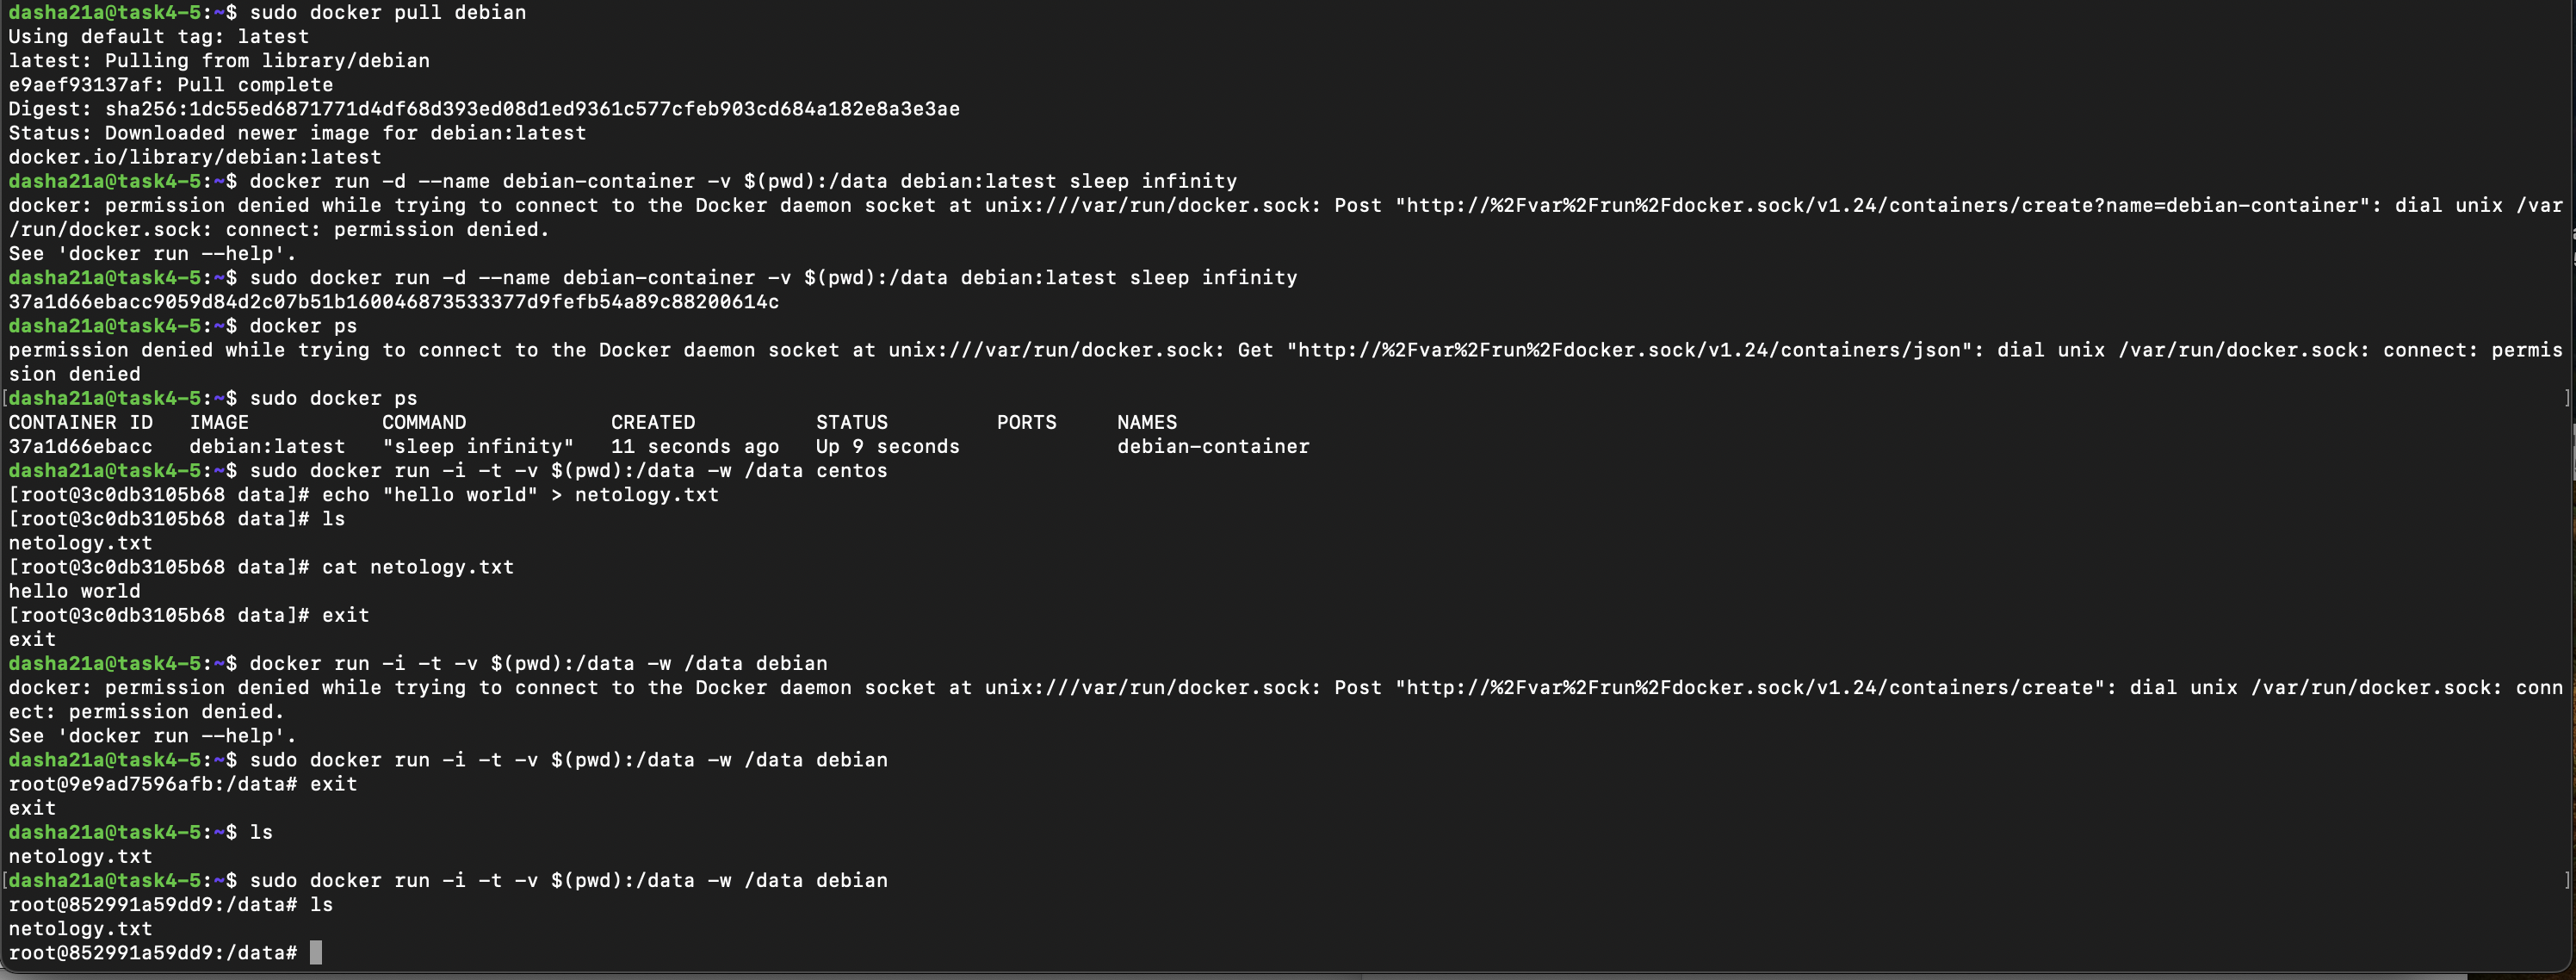 dasha21a@task4-5:~$ sudo docker pull debian
Using default tag: latest
latest: Pulling from library/debian
e9aef93137af: Pull complete
Digest: sha256:1dc55ed6871771d4df68d393ed08d1ed9361c577cfeb903cd684a182e8a3e3ae
Status: Downloaded newer image for debian:latest
docker.io/library/debian:latest
dasha21a@task4-5:~$ docker run -d --name debian-container -v $(pwd):/data debian:latest sleep infinity
docker: permission denied while trying to connect to the Docker daemon socket at unix:///var/run/docker.sock: Post "http://%2Fvar%2Frun%2Fdocker.sock/v1.24/containers/create?name=debian-container": dial unix /var
/run/docker.sock: connect: permission denied.
See 'docker run --help'.
dasha21a@task4-5:~$ sudo docker run -d --name debian-container -v $(pwd):/data debian:latest sleep infinity
37a1d66ebacc9059d84d2c07b51b160046873533377d9fefb54a89c88200614c
dasha21a@task4-5:~$ docker ps
permission denied while trying to connect to the Docker daemon socket at unix:///var/run/docker.sock: Get "http://%2Fvar%2Frun%2Fdocker.sock/v1.24/containers/json": dial unix /var/run/docker.sock: connect: permis
sion denied
[dasha21a@task4-5:~$ sudo docker ps ]
CONTAINER ID   IMAGE           COMMAND            CREATED          STATUS         PORTS     NAMES
37a1d66ebacc   debian:latest   "sleep infinity"   11 seconds ago   Up 9 seconds             debian-container
dasha21a@task4-5:~$ sudo docker run -i -t -v $(pwd):/data -w /data centos
[root@3c0db3105b68 data]# echo "hello world" > netology.txt
[root@3c0db3105b68 data]# ls
netology.txt
[root@3c0db3105b68 data]# cat netology.txt
hello world
[root@3c0db3105b68 data]# exit
exit
dasha21a@task4-5:~$ docker run -i -t -v $(pwd):/data -w /data debian
docker: permission denied while trying to connect to the Docker daemon socket at unix:///var/run/docker.sock: Post "http://%2Fvar%2Frun%2Fdocker.sock/v1.24/containers/create": dial unix /var/run/docker.sock: conn
ect: permission denied.
See 'docker run --help'.
dasha21a@task4-5:~$ sudo docker run -i -t -v $(pwd):/data -w /data debian
root@9e9ad7596afb:/data# exit
exit
dasha21a@task4-5:~$ ls
netology.txt
[dasha21a@task4-5:~$ sudo docker run -i -t -v $(pwd):/data -w /data debian ]
root@852991a59dd9:/data# ls
netology.txt
root@852991a59dd9:/data#